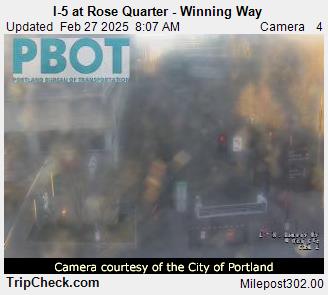 I-5 at Rose Quarter - Winning Way
Updated Feb 27 2025 8:07 AM Camera 4
PBOT
PORTLAND BUREAU OF TRANSPORTATION
Camera courtesy of the City of Portland
TripCheck.com Milepost302.00